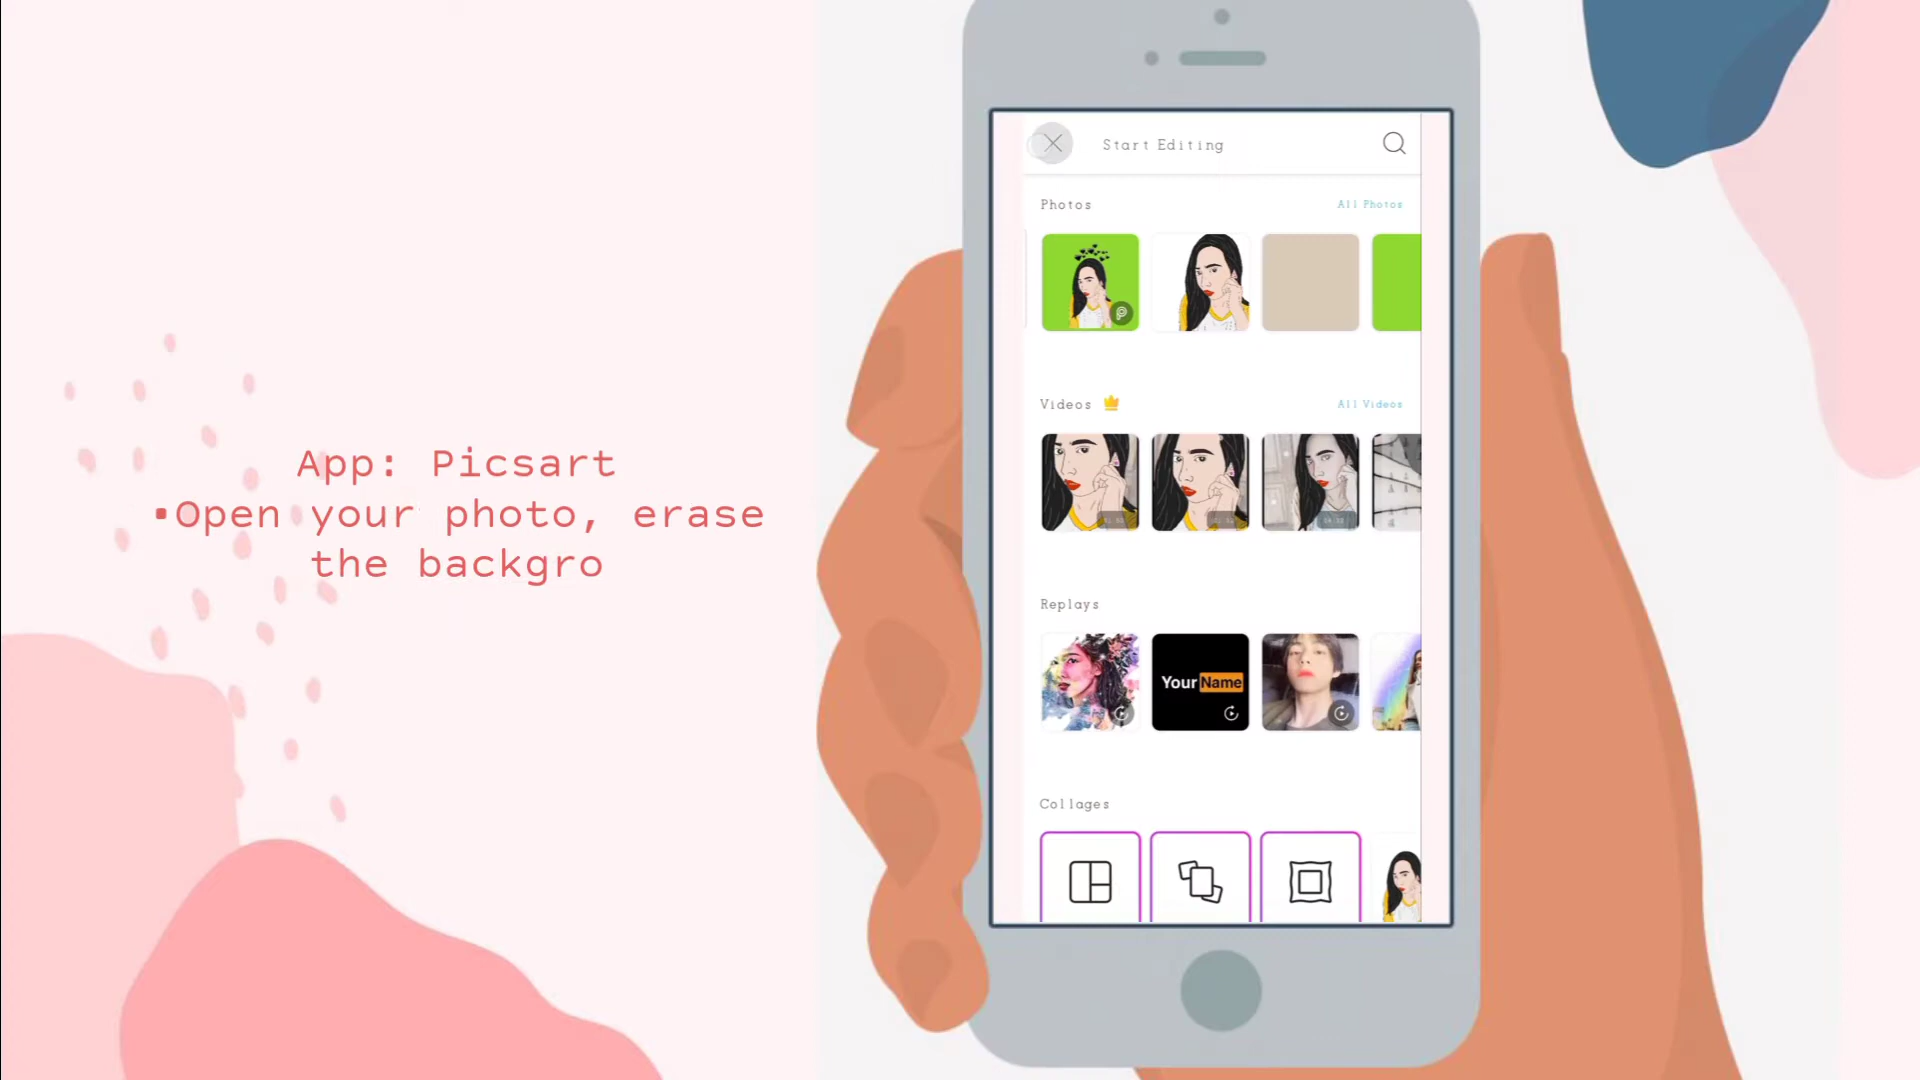 App: Picsart
▪Open your photo, erase
the backgro
Start Editing
Photos
All Photos
Videos
All Videos
Replays
Your Name
Collages